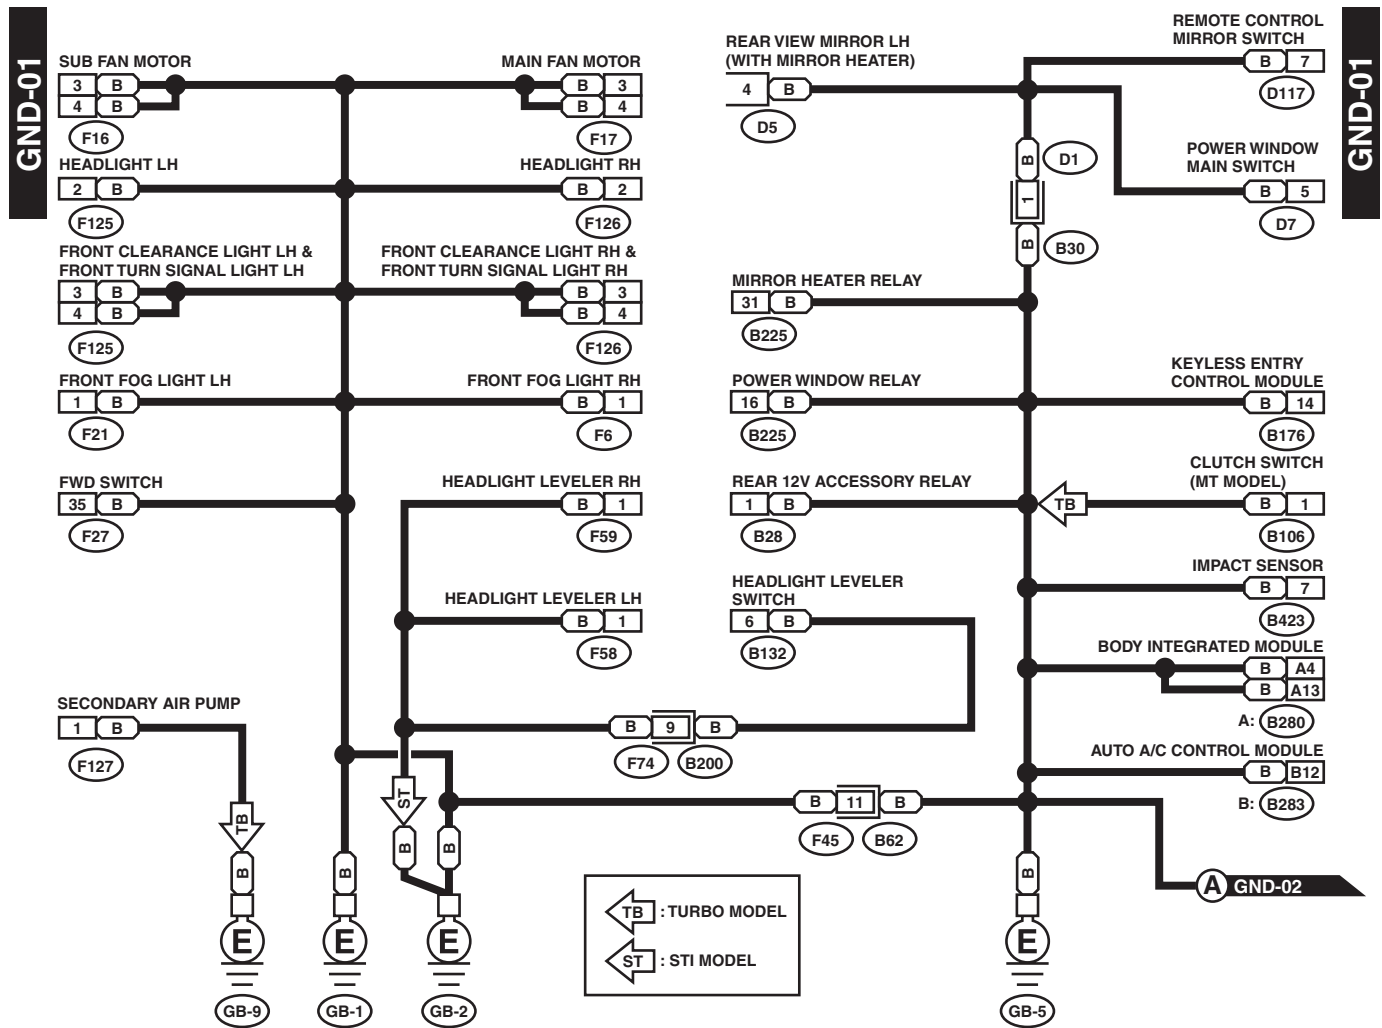 GND-01
SUB FAN MOTOR
3 B
4 B
F16
MAIN FAN MOTOR
B 3
B 4
F17
HEADLIGHT LH
2 B
F125
HEADLIGHT RH
B 2
F126
FRONT CLEARANCE LIGHT LH &
FRONT TURN SIGNAL LIGHT LH
3 B
4 B
F125
FRONT CLEARANCE LIGHT RH &
FRONT TURN SIGNAL LIGHT RH
B 3
B 4
F126
FRONT FOG LIGHT LH
1 B
F21
FRONT FOG LIGHT RH
B 1
F6
FWD SWITCH
35 B
F27
HEADLIGHT LEVELER RH
B 1
F59
HEADLIGHT LEVELER LH
B 1
F58
SECONDARY AIR PUMP
1 B
F127
TB
B
E
GB-9
B
E
GB-1
ST
B
B
E
GB-2
REAR VIEW MIRROR LH
(WITH MIRROR HEATER)
4 B
D5
REMOTE CONTROL
MIRROR SWITCH
B 7
D117
GND-01
POWER WINDOW
MAIN SWITCH
B 5
D7
B D1
1
B B30
MIRROR HEATER RELAY
31 B
B225
POWER WINDOW RELAY
16 B
B225
KEYLESS ENTRY
CONTROL MODULE
B 14
B176
REAR 12V ACCESSORY RELAY
1 B
B28
CLUTCH SWITCH
(MT MODEL)
TB B 1
B106
HEADLIGHT LEVELER
SWITCH
6 B
B132
IMPACT SENSOR
B 7
B423
BODY INTEGRATED MODULE
B A4
B A13
A: B280
B 9 B
F74 B200
AUTO A/C CONTROL MODULE
B B12
B: B283
B 11 B
F45 B62
A GND-02
B
E
GB-5
TB : TURBO MODEL
ST : STI MODEL